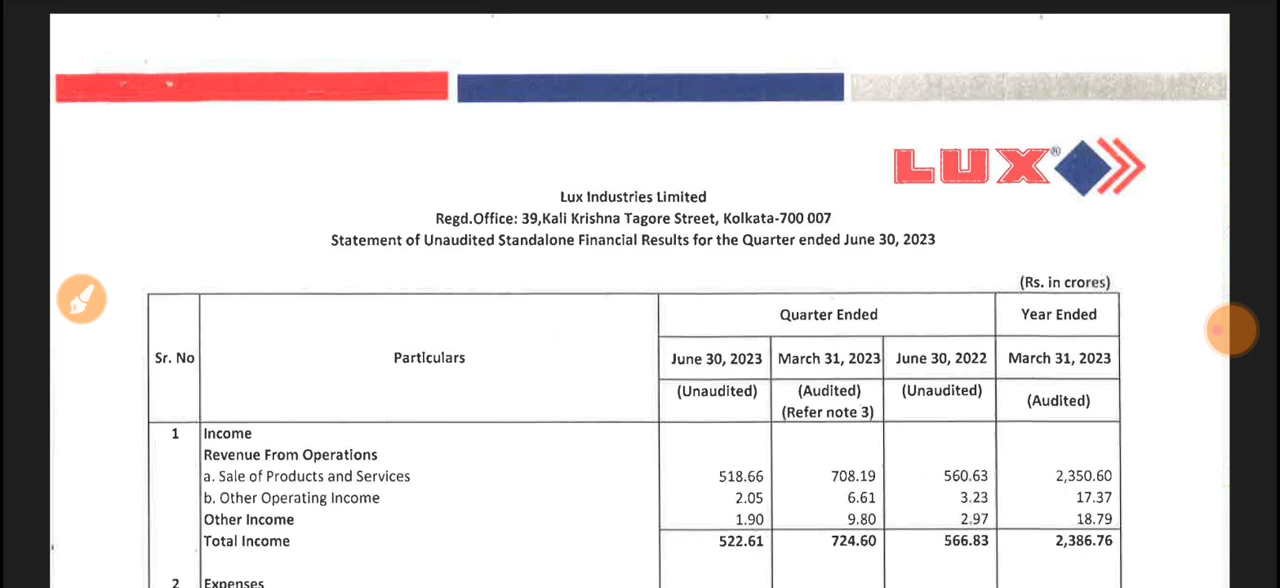 LUX®
Lux Industries Limited
Regd.Office: 39,Kali Krishna Tagore Street, Kolkata-700 007
Statement of Unaudited Standalone Financial Results for the Quarter ended June 30, 2023
(Rs. in crores)
Sr. No Particulars Quarter Ended Year Ended
June 30, 2023 March 31, 2023 June 30, 2022 March 31, 2023
(Unaudited) (Audited) (Refer note 3) (Unaudited) (Audited)
1 Income
Revenue From Operations
a. Sale of Products and Services 518.66 708.19 560.63 2,350.60
b. Other Operating Income 2.05 6.61 3.23 17.37
Other Income 1.90 9.80 2.97 18.79
Total Income 522.61 724.60 566.83 2,386.76
2 Expenses